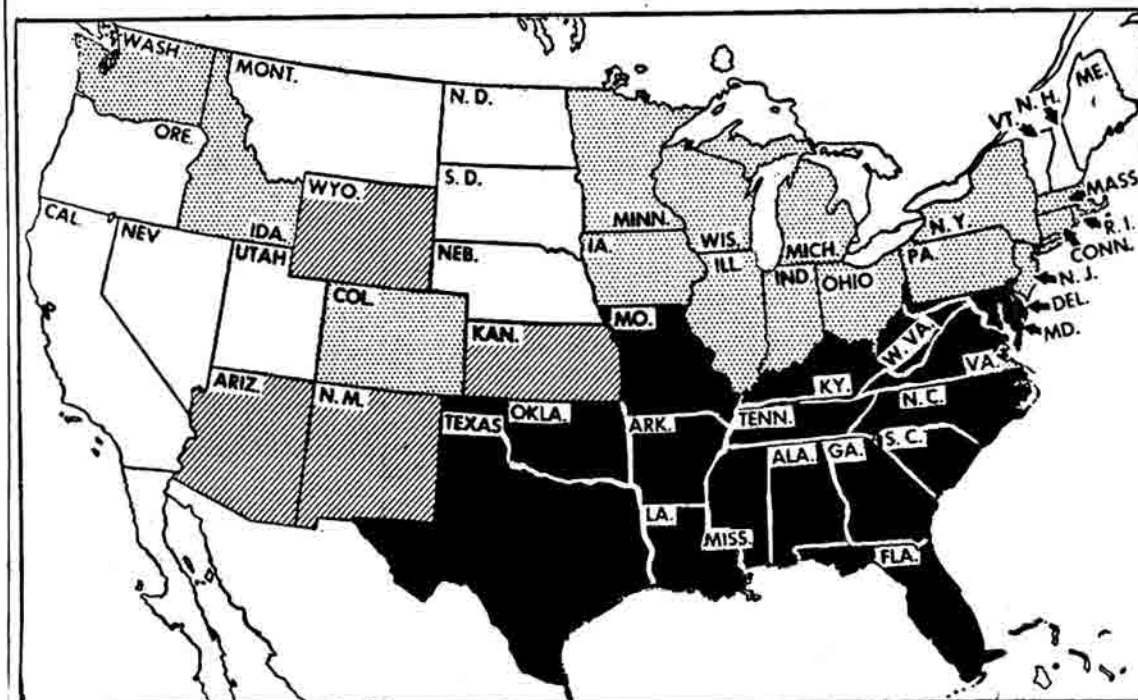 WASH
MONT.
N. D.
ME.
N. H.
VT.
ORE.
S. D.
WYO.
MASS.
CAL.
NEV
IDA.
MINN.
N. Y.
R. I.
WIS.
UTAH
NEB.
IA.
MICH.
PA.
CONN.
ILL.
IND.
OHIO
N. J.
COL.
MO.
DEL.
KAN.
W. VA.
MD.
VA.
ARIZ.
N. M.
KY.
N. C.
TEXAS
OKLA.
ARK.
TENN.
S. C.
ALA.
GA.
LA.
MISS.
FLA.